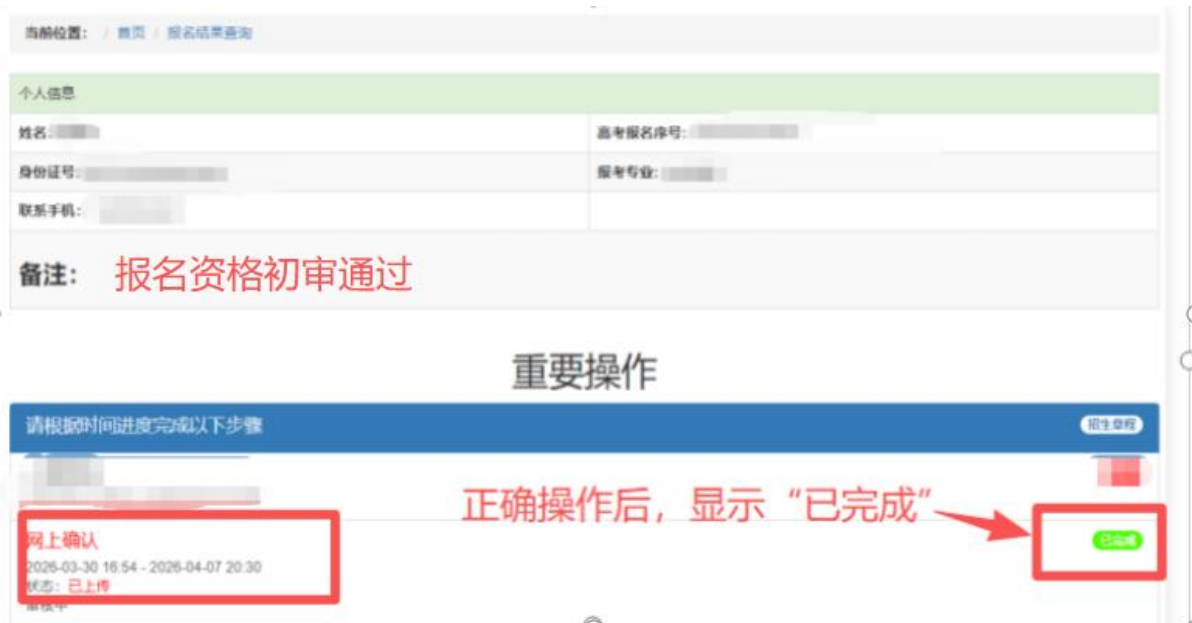 当前位置： / 首页 / 报名结果查询
个人信息
姓名:
高考报名序号:
身份证号:
报考专业:
联系手机:
备注： 报名资格初审通过
重要操作
请根据时间进度完成以下步骤
招生章程
正确操作后，显示“已完成”
网上确认
已完成
2026-03-30 16:54 - 2026-04-07 20:30
状态：已上传
审核中